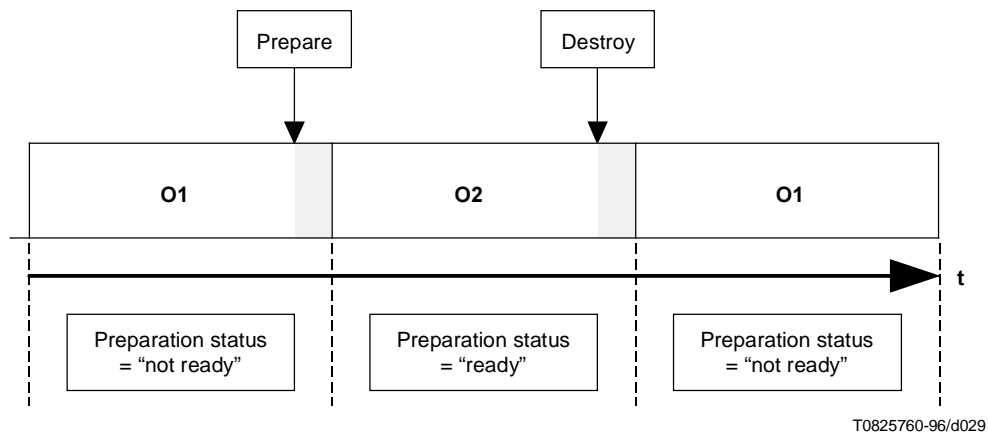 Prepare
Destroy
O1
O2
O1
t
Preparation status
= “not ready”
Preparation status
= “ready”
Preparation status
= “not ready”
T0825760-96/d029